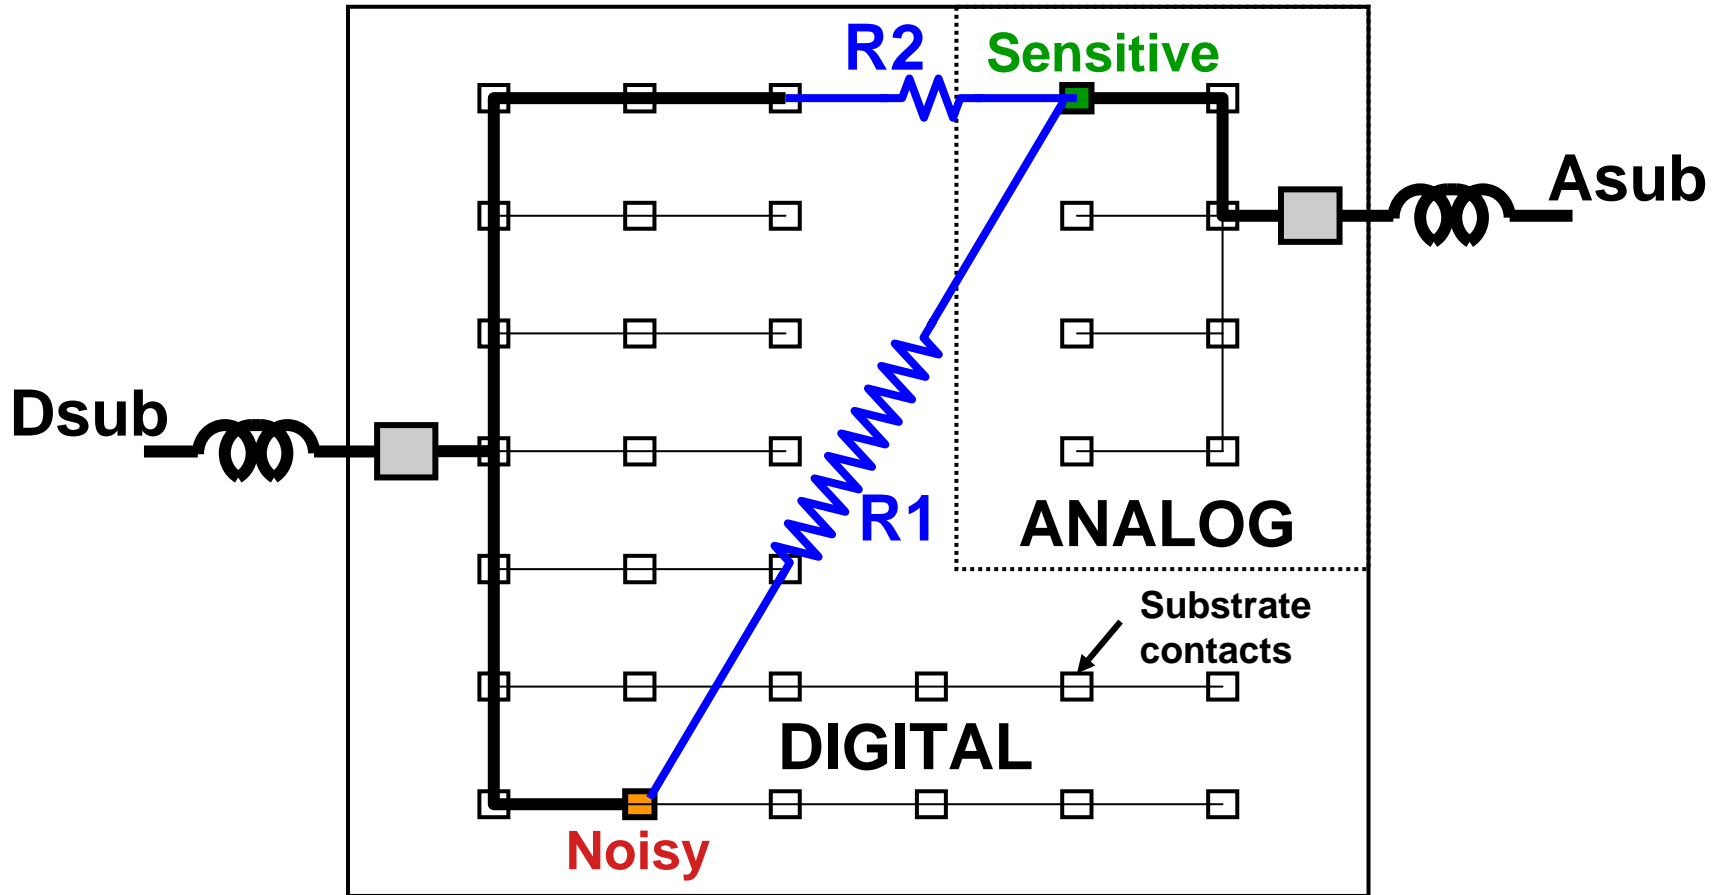 R2
Sensitive
Asub
Dsub
R1
ANALOG
Substrate
contacts
DIGITAL
Noisy